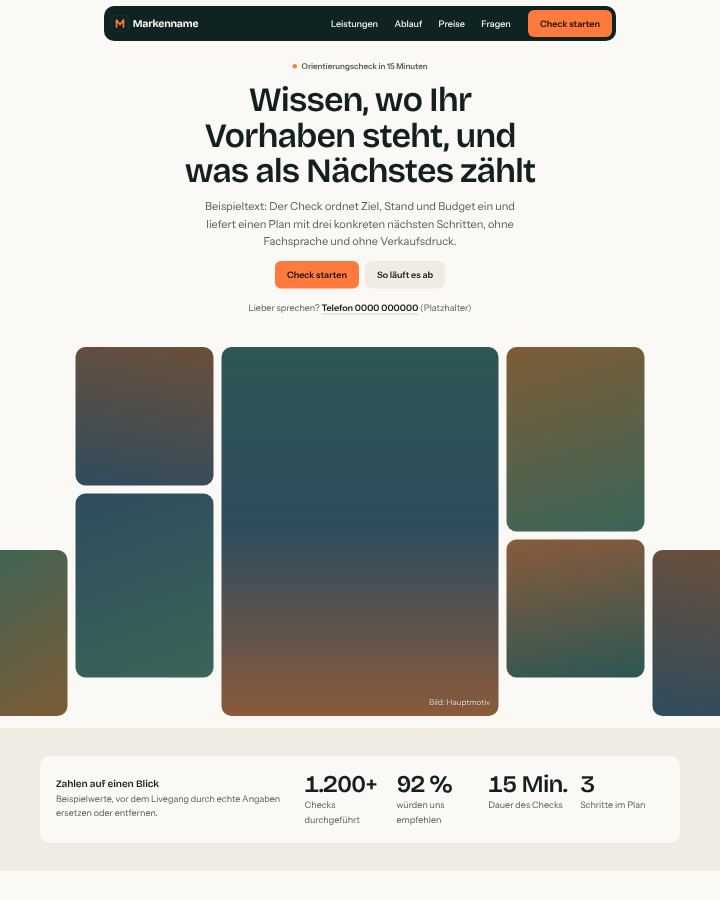 M Markenname
Leistungen Ablauf Preise Fragen Check starten
Orientierungscheck in 15 Minuten
Wissen, wo Ihr
Vorhaben steht, und
was als Nächstes zählt
Beispieltext: Der Check ordnet Ziel, Stand und Budget ein und
liefert einen Plan mit drei konkreten nächsten Schritten, ohne
Fachsprache und ohne Verkaufsdruck.
Check starten So läuft es ab
Lieber sprechen? Telefon 0000 000000 (Platzhalter)
Bild: Hauptmotiv
Zahlen auf einen Blick
Beispielwerte, vor dem Livegang durch echte Angaben
ersetzen oder entfernen.
1.200+
Checks
durchgeführt
92 %
würden uns
empfehlen
15 Min.
Dauer des Checks
3
Schritte im Plan